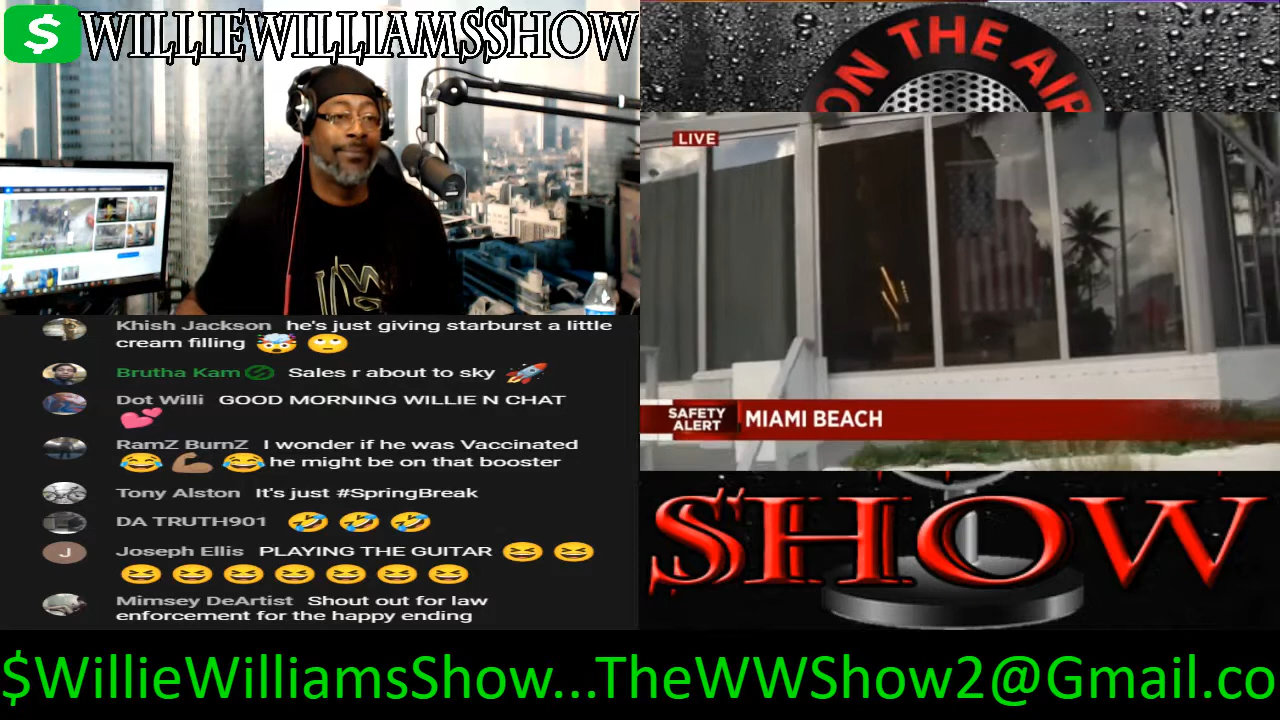 $ $WILLIEWILLIAMSSHOW
ON THE AIR
LIVE
SAFETY ALERT
MIAMI BEACH
Khish Jackson he's just giving starburst a little
cream filling 🤯 🙄
Brutha Kam Sales r about to sky 🚀
Dot Willi GOOD MORNING WILLIE N CHAT
💕
RamZ BurnZ I wonder if he was Vaccinated
😂 💪🏾 😂 he might be on that booster
Tony Alston It's just #SpringBreak
DA TRUTH901 🤣 🤣 🤣
J Joseph Ellis PLAYING THE GUITAR 😆 😆
😆 😆 😆 😆 😆 😆 😆
Mimsey DeArtist Shout out for law
enforcement for the happy ending
SHOW
$WillieWilliamsShow...TheWWShow2@Gmail.co